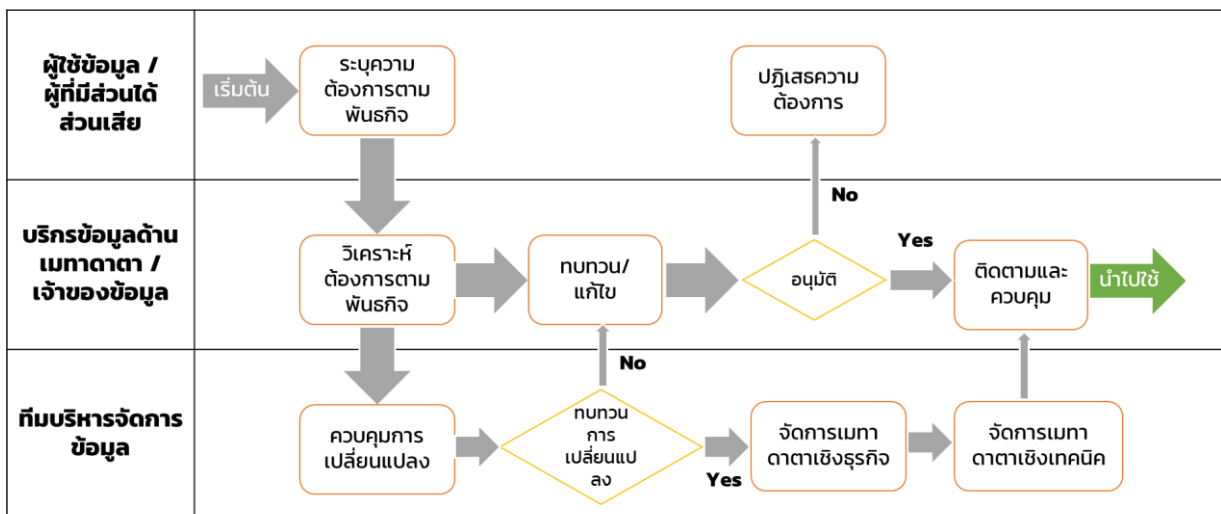 ผู้ใช้ข้อมูล /
ผู้ที่มีส่วนได้
ส่วนเสีย
เริ่มต้น
ระบุความ
ต้องการตาม
พันธกิจ
ปฏิเสธความ
ต้องการ
No
บริกรข้อมูลด้าน
เมทาดาตา /
เจ้าของข้อมูล
วิเคราะห์
ต้องการตาม
พันธกิจ
ทบทวน/
แก้ไข
อนุมัติ
Yes
ติดตามและ
ควบคุม
นำไปใช้
No
ทีมบริหารจัดการ
ข้อมูล
ควบคุมการ
เปลี่ยนแปลง
ทบทวน
การ
เปลี่ยนแป
ลง
Yes
จัดการเมทา
ดาตาเชิงธุรกิจ
จัดการเมทา
ดาตาเชิงเทคนิค